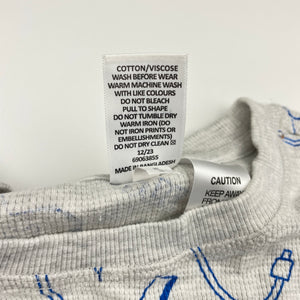 COTTON/VISCOSE
WASH BEFORE WEAR
WARM MACHINE WASH
WITH LIKE COLOURS
DO NOT BLEACH
PULL TO SHAPE
DO NOT TUMBLE DRY
WARM IRON (DO
NOT IRON PRINTS OR
EMBELLISHMENTS)
DO NOT DRY CLEAN
12/23
69063855
MADE IN BANGLADESH
CAUTION
KEEP AWAY